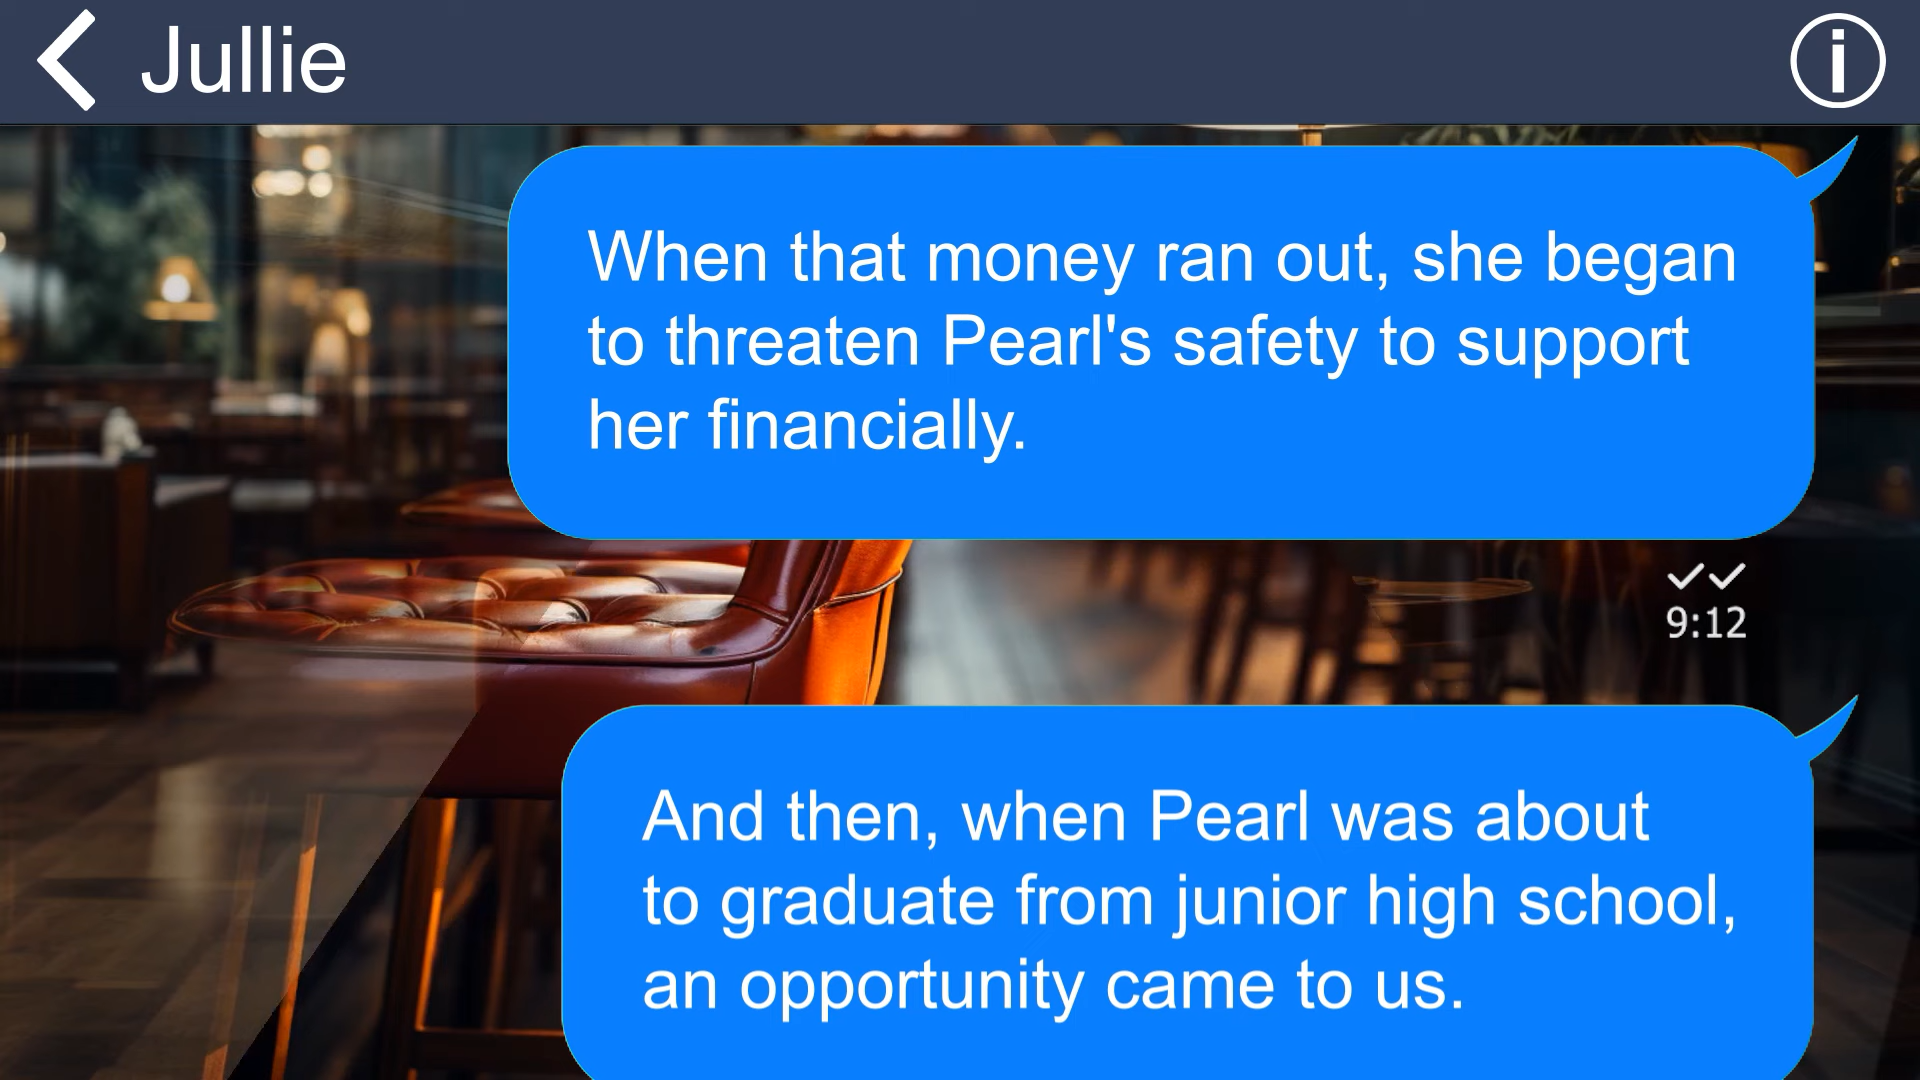 Jullie
When that money ran out, she began
to threaten Pearl's safety to support
her financially.
9:12
And then, when Pearl was about
to graduate from junior high school,
an opportunity came to us.